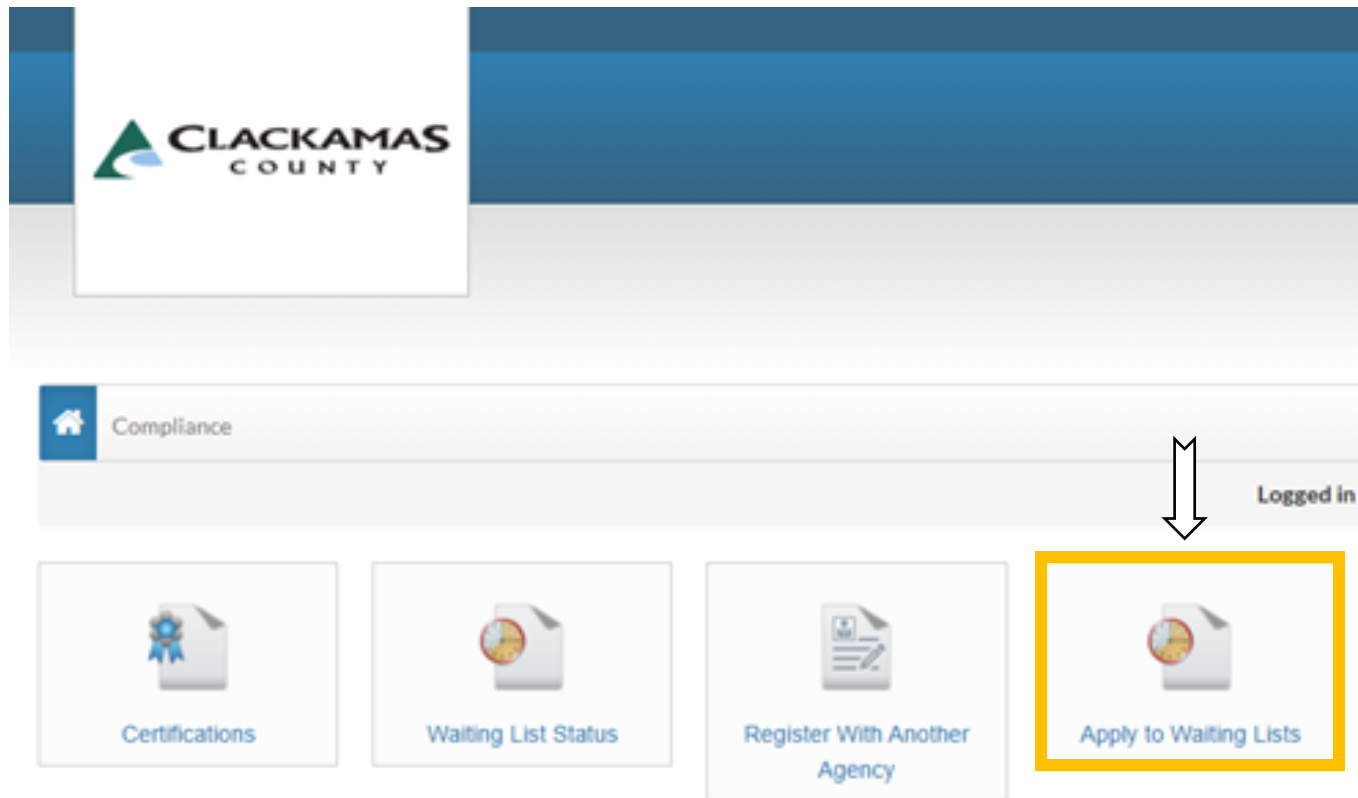 CLACKAMAS
COUNTY
Compliance
Logged in
Certifications
Waiting List Status
Register With Another
Agency
Apply to Waiting Lists